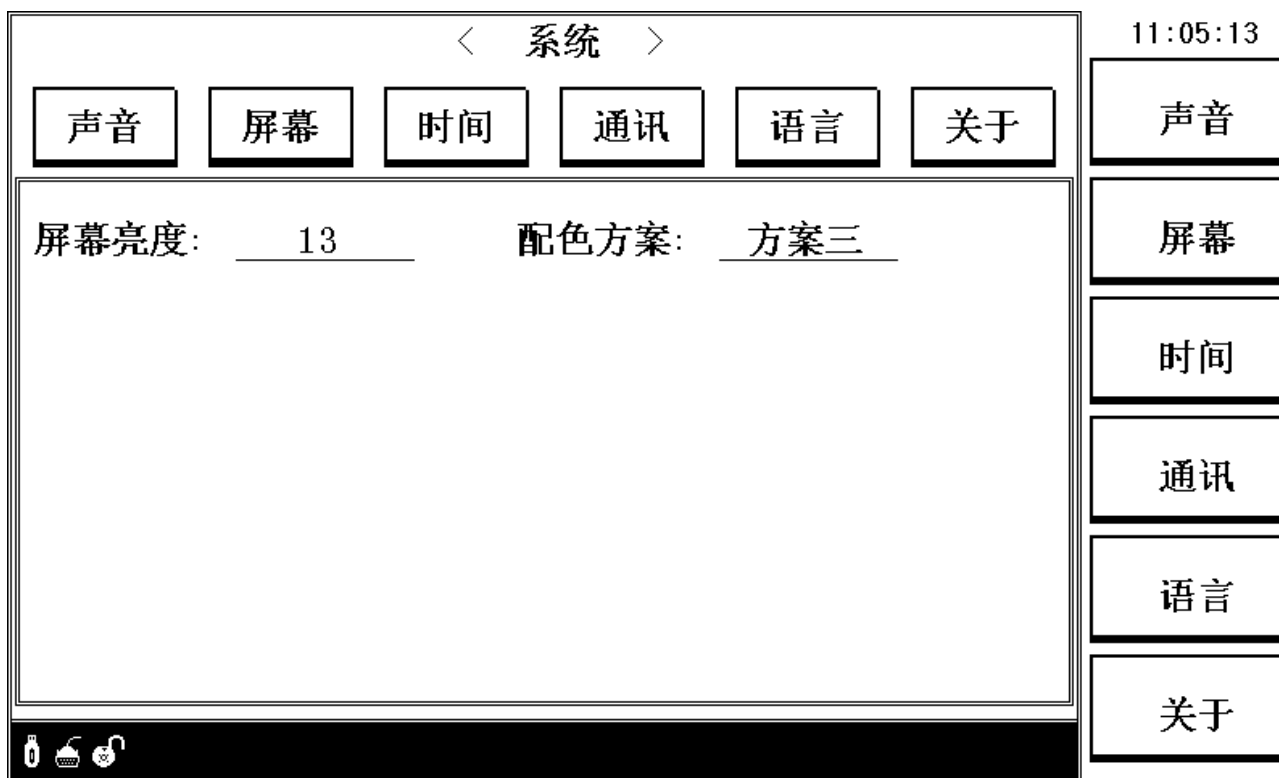 < 系统 >
声音 屏幕 时间 通讯 语言 关于
屏幕亮度: 13 配色方案: 方案三
11:05:13
声音
屏幕
时间
通讯
语言
关于